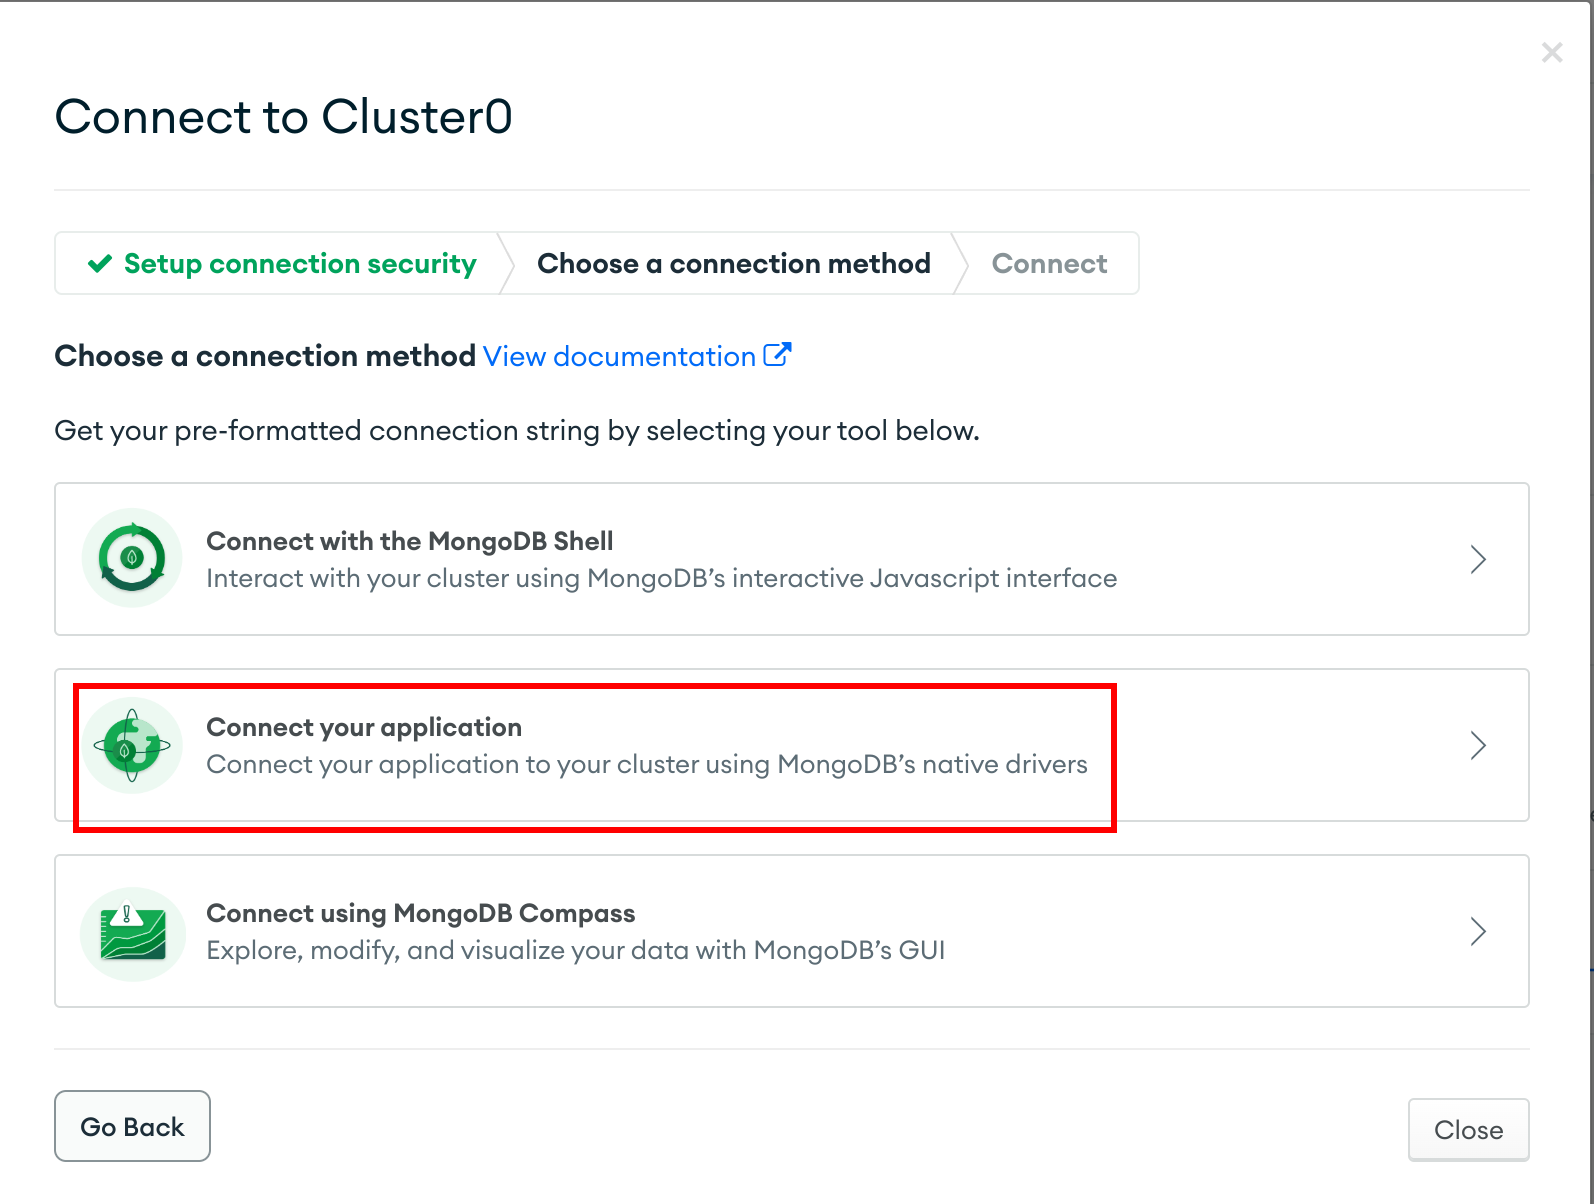 Connect to Cluster0
Setup connection security
Choose a connection method
Connect
Choose a connection method View documentation
Get your pre-formatted connection string by selecting your tool below.
Connect with the MongoDB Shell
Interact with your cluster using MongoDB’s interactive Javascript interface
Connect your application
Connect your application to your cluster using MongoDB’s native drivers
Connect using MongoDB Compass
Explore, modify, and visualize your data with MongoDB’s GUI
Go Back
Close